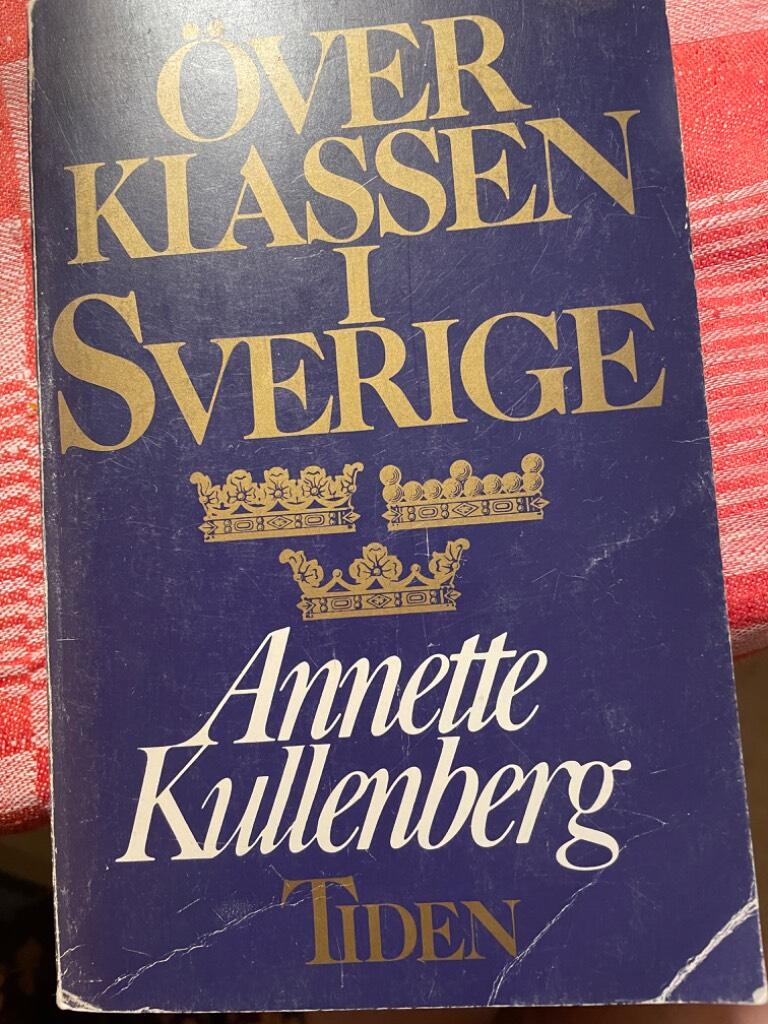 ÖVER
KLASSEN
I
SVERIGE
Annette
Kullenberg
TIDEN